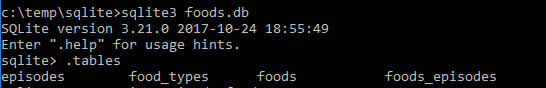 c:\temp\sqlite>sqlite3 foods.db
SQLite version 3.21.0 2017-10-24 18:55:49
Enter ".help" for usage hints.
sqlite> .tables
episodes        food_types      foods           foods_episodes